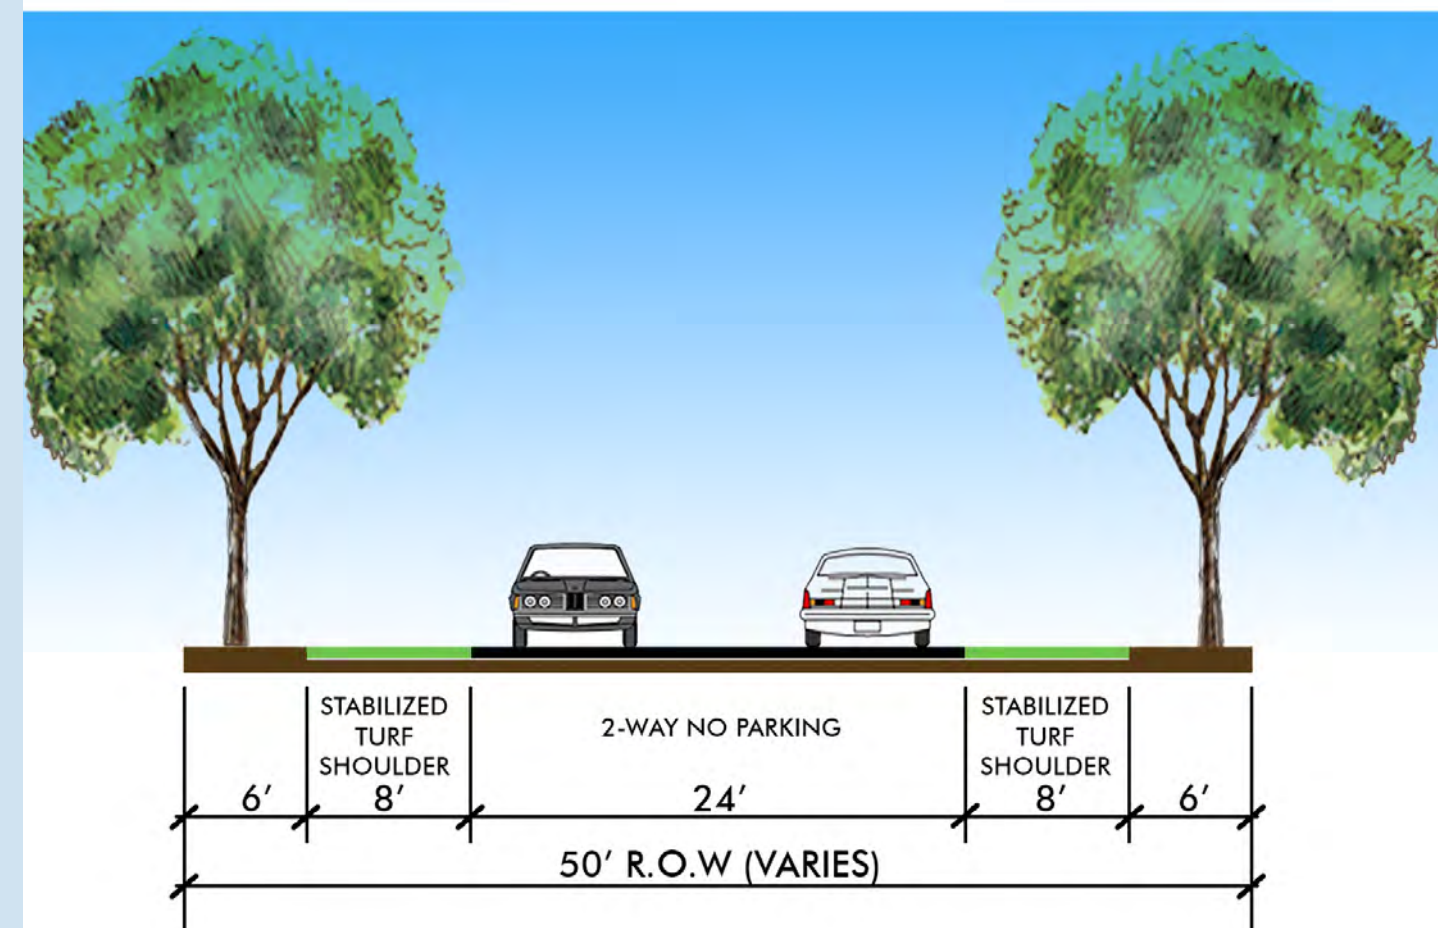 STABILIZED
TURF
SHOULDER
2-WAY NO PARKING
STABILIZED
TURF
SHOULDER
6′
8′
24′
8′
6′
50′ R.O.W (VARIES)